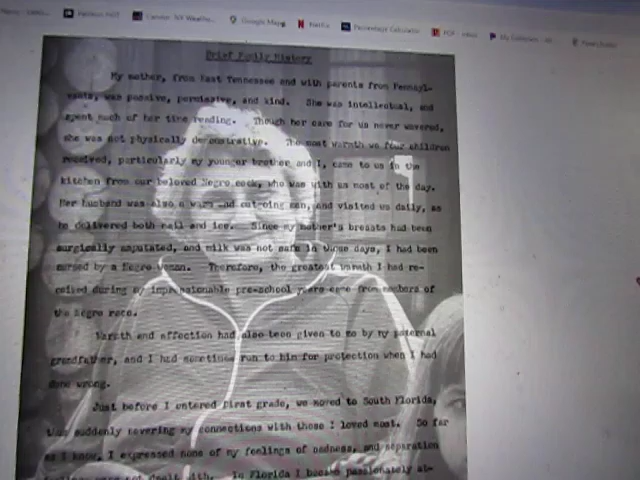 Google Maps
Netflix
Percentage Calculator
Brief Family History
My mother, from East Tennessee and with parents from Pennsyl-
vania, was passive, permissive, and kind. She was intellectual, and
spent much of her time reading. Though her care for us never wavered,
she was not physically demonstrative. The most warmth we four children
received, particularly my younger brother and I, came to us in the
kitchen from our beloved Negro cook, who was with us most of the day.
Her husband was also a warm and out-going man, and visited us daily, as
he delivered both mail and ice. Since my mother's breasts had been
surgically amputated, and milk was not safe in those days, I had been
nursed by a Negro woman. Therefore, the greatest warmth I had re-
ceived during my impressionable pre-school years came from members of
the Negro race.
Warmth and affection had also been given to me by my paternal
grandfather, and I had sometimes run to him for protection when I had
done wrong.
Just before I entered first grade, we moved to South Florida,
thus suddenly severing my connections with those I loved most. So far
as I know, I expressed none of my feelings of sadness, and separation
were not dealt with. In Florida I became passionately at-